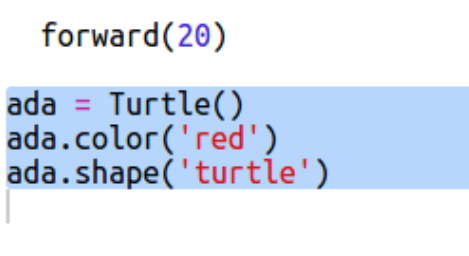 forward(20)
ada = Turtle()
ada.color('red')
ada.shape('turtle')